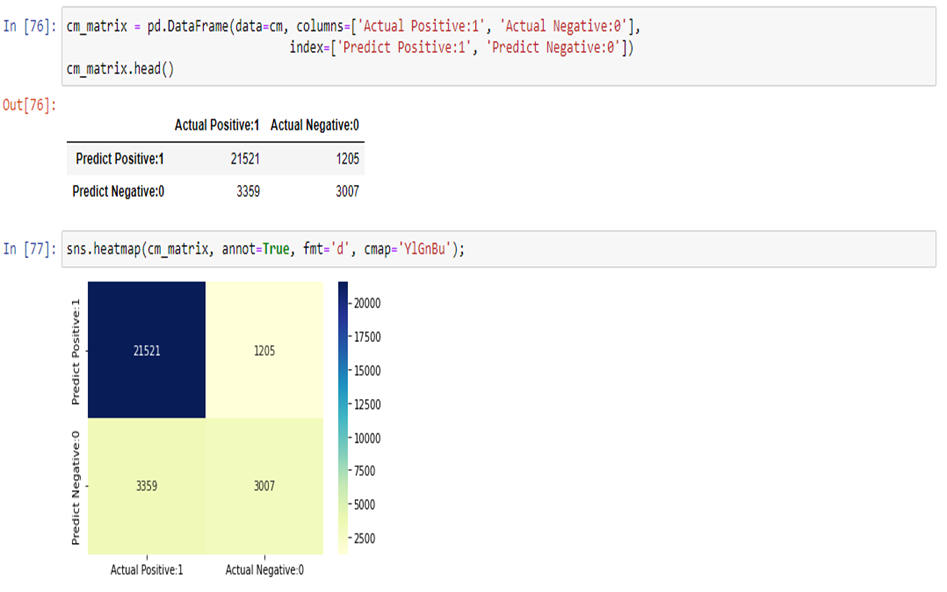 In [76]: cm_matrix = pd.DataFrame(data=cm, columns=['Actual Positive:1', 'Actual Negative:0'],
index=['Predict Positive:1', 'Predict Negative:0'])
cm_matrix.head()
Out[76]:
Actual Positive:1 Actual Negative:0
Predict Positive:1 21521 1205
Predict Negative:0 3359 3007
In [77]: sns.heatmap(cm_matrix, annot=True, fmt='d', cmap='YlGnBu');
Predict Positive:1
21521 1205
Predict Negative:0
3359 3007
Actual Positive:1 Actual Negative:0
20000
17500
15000
12500
10000
7500
5000
2500